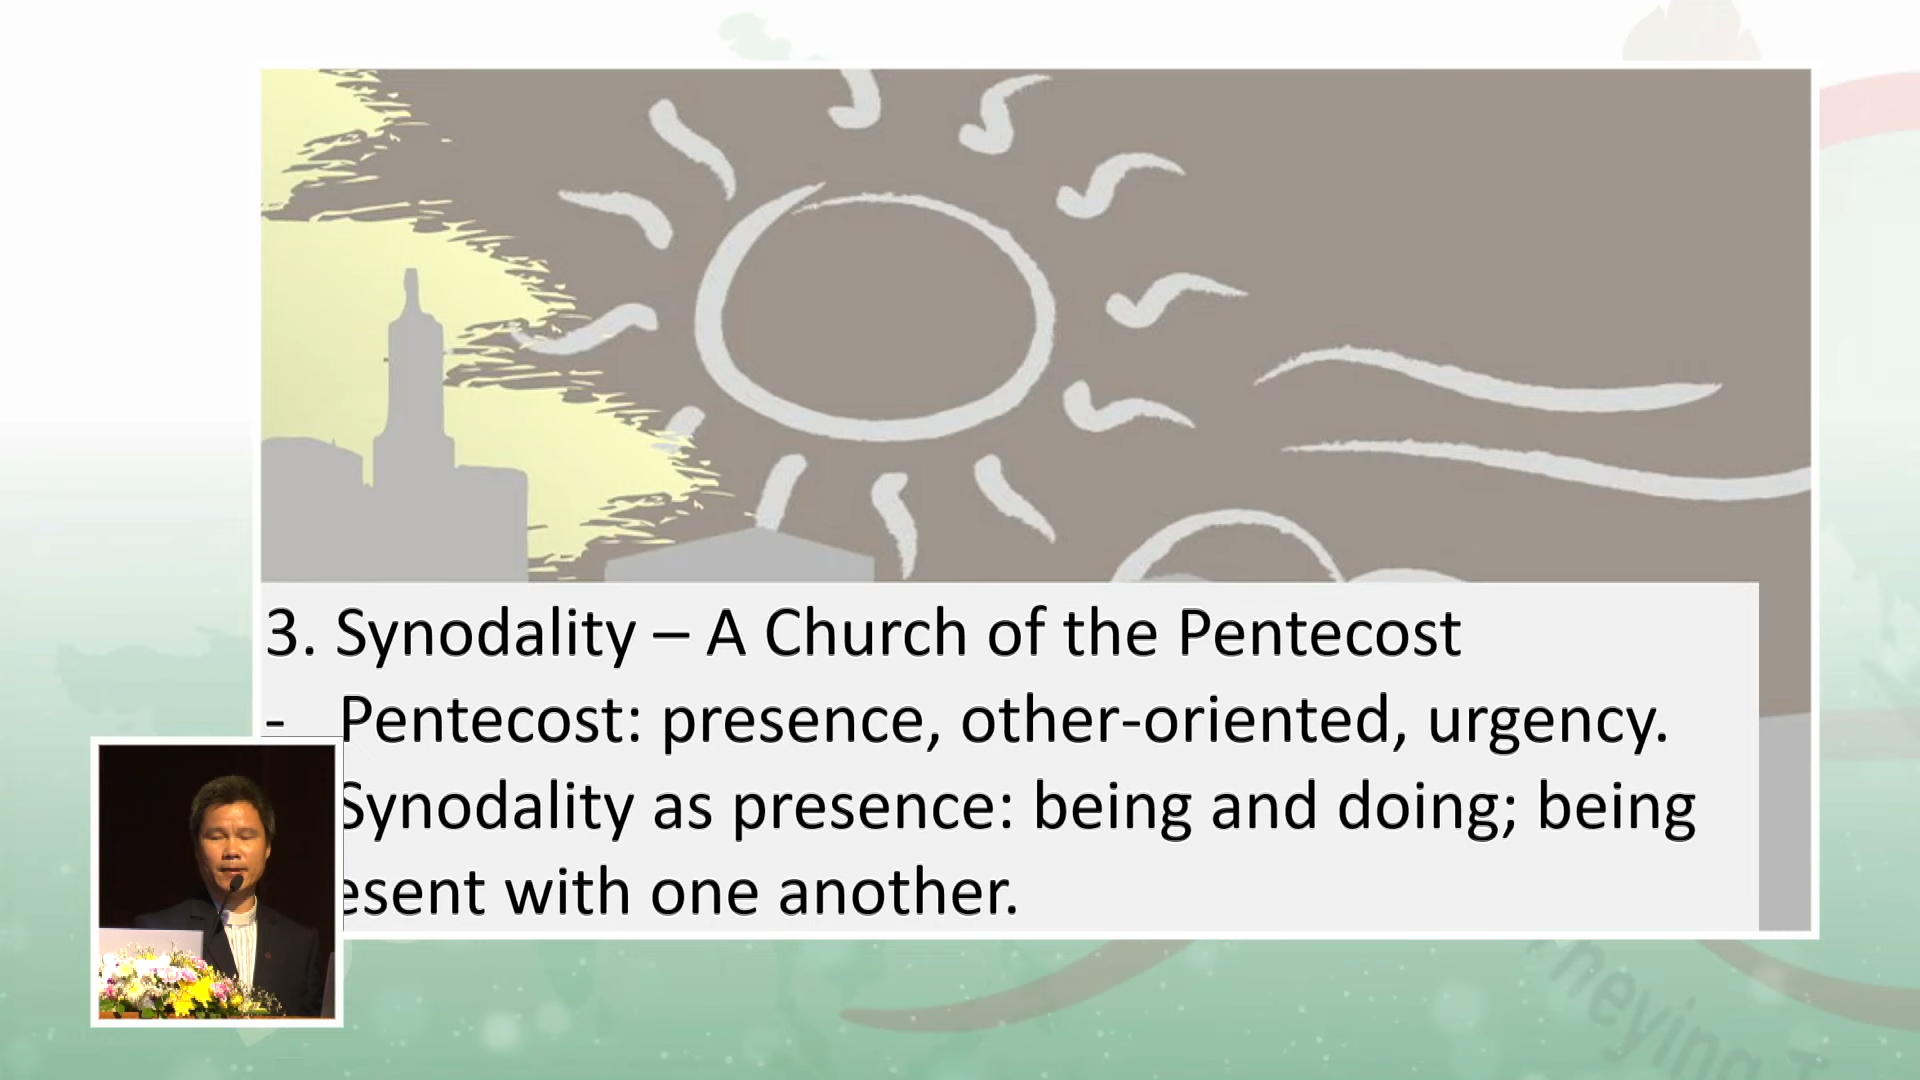 3. Synodality – A Church of the Pentecost
- Pentecost: presence, other-oriented, urgency.
Synodality as presence: being and doing; being
esent with one another.